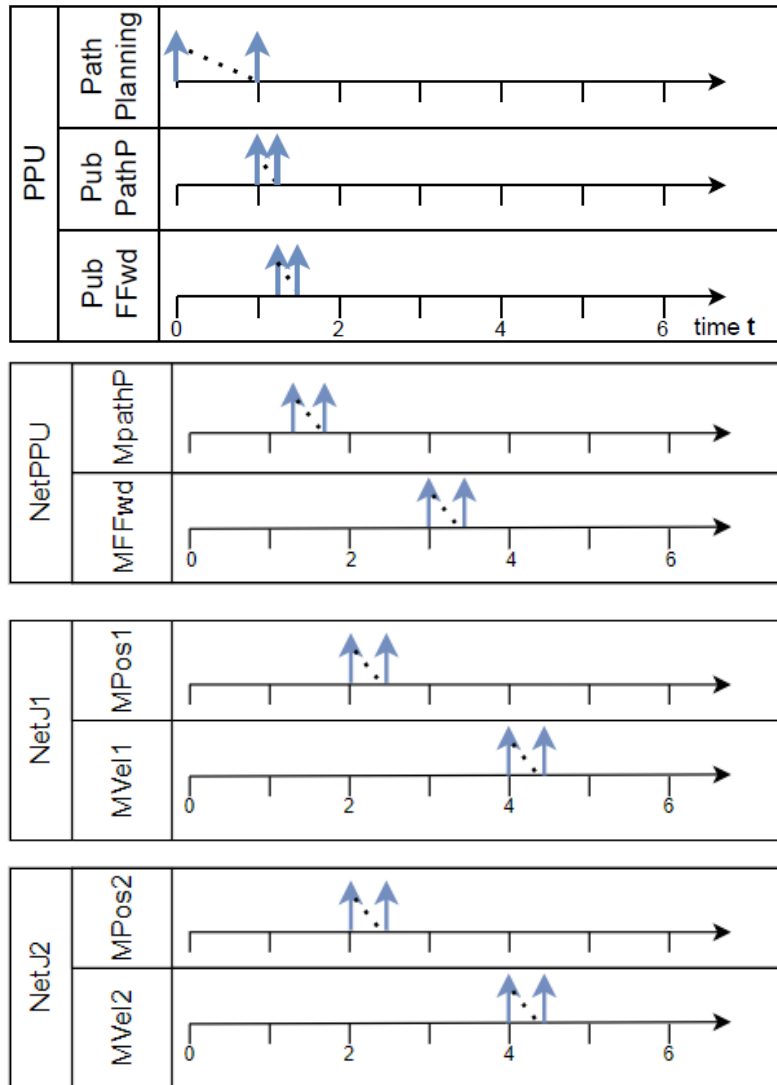 PPU
Path
Planning
Pub
PathP
Pub
FFwd
0
2
4
6
time t
NetPPU
MpathP
MFFwd
0
2
4
6
NetJ1
MPos1
MVel1
0
2
4
6
NetJ2
MPos2
MVel2
0
2
4
6